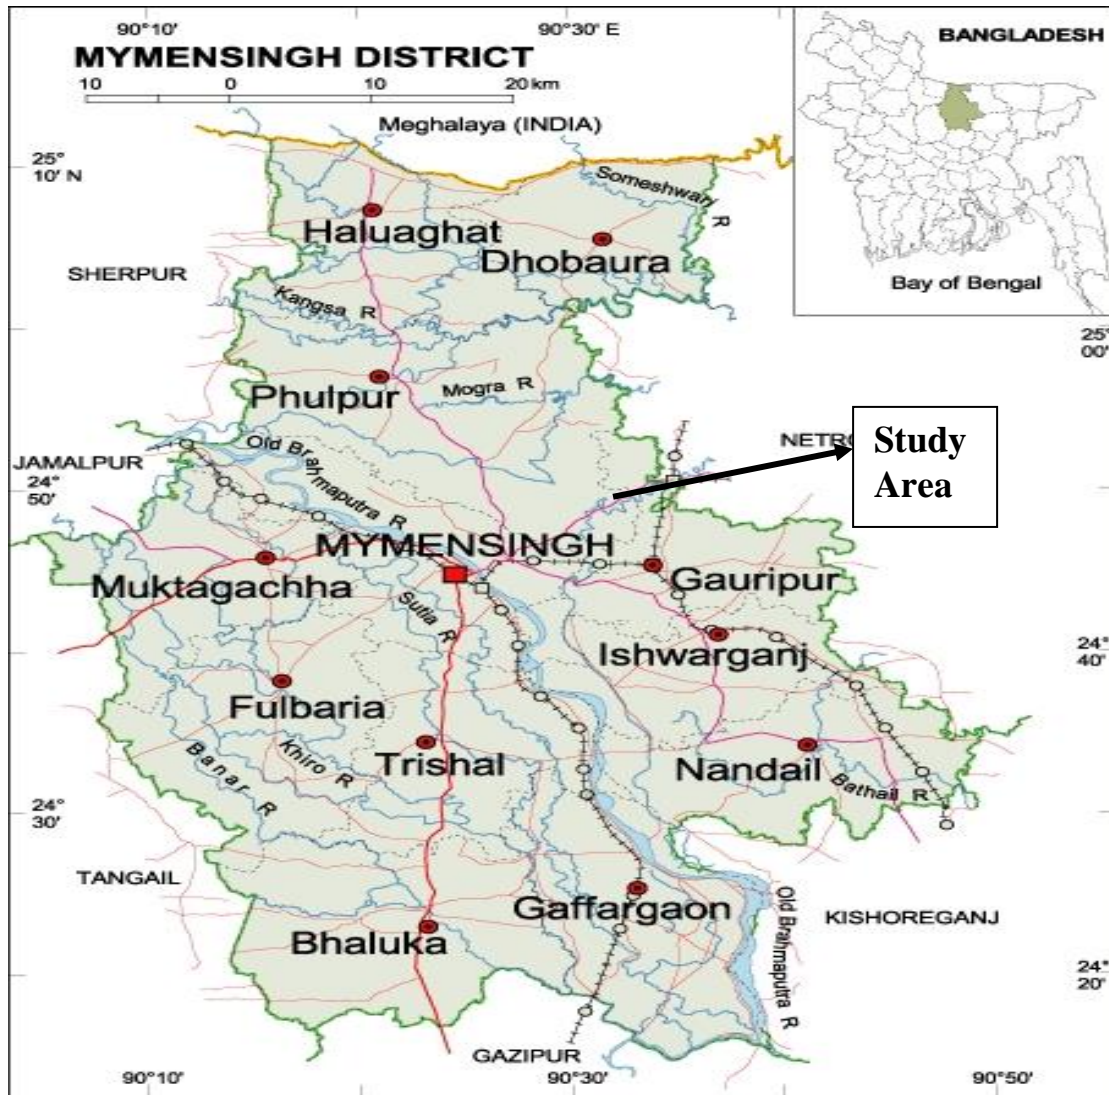 90°10' 90°30' E
MYMENSINGH DISTRICT
10 0 10 20 km
Meghalaya (INDIA)
BANGLADESH
Bay of Bengal
25°
10' N
Someshwari R
Haluaghat
Dhobaura
SHERPUR
Kangsa R
25°
00'
Phulpur
Mogra R
Old Brahmaputra R
JAMALPUR
24°
50'
Study
Area
MYMENSINGH
Muktagachha
Gauripur
Sutia R
Ishwarganj
24°
40'
Fulbaria
Khiro R
Banar R
Trishal
Nandail
Bathail R
24°
30'
TANGAIL
Gaffargaon
Old Brahmaputra R
KISHOREGANJ
Bhaluka
24°
20'
GAZIPUR
90°10' 90°30' 90°50'